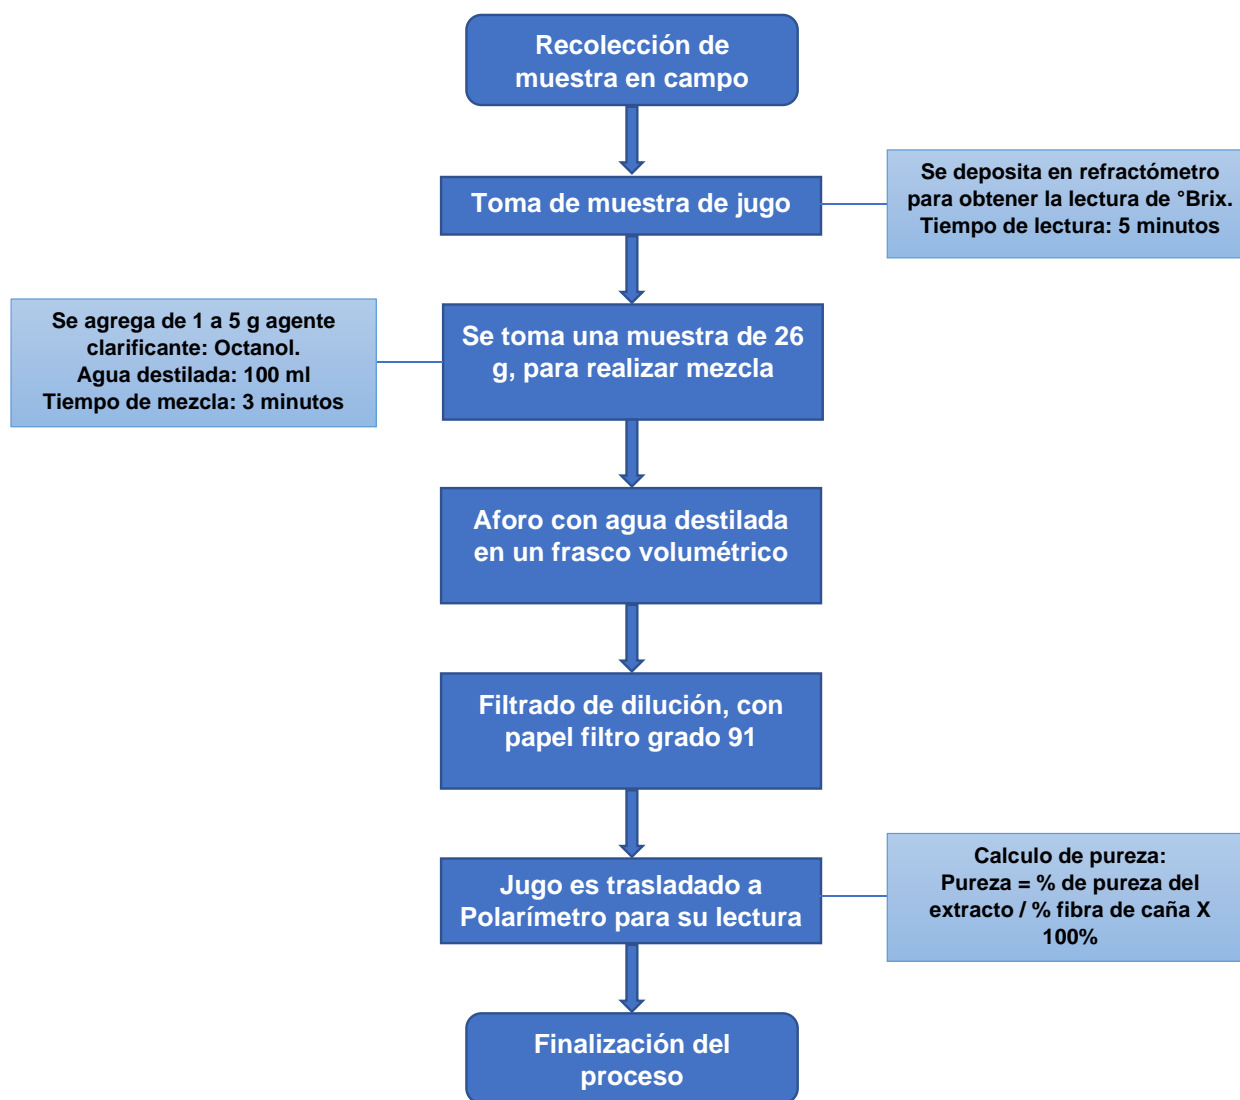 Recolección de
muestra en campo
Toma de muestra de jugo
Se deposita en refractómetro
para obtener la lectura de °Brix.
Tiempo de lectura: 5 minutos
Se toma una muestra de 26
g, para realizar mezcla
Se agrega de 1 a 5 g agente
clarificante: Octanol.
Agua destilada: 100 ml
Tiempo de mezcla: 3 minutos
Aforo con agua destilada
en un frasco volumétrico
Filtrado de dilución, con
papel filtro grado 91
Jugo es trasladado a
Polarímetro para su lectura
Calculo de pureza:
Pureza = % de pureza del
extracto / % fibra de caña X
100%
Finalización del
proceso